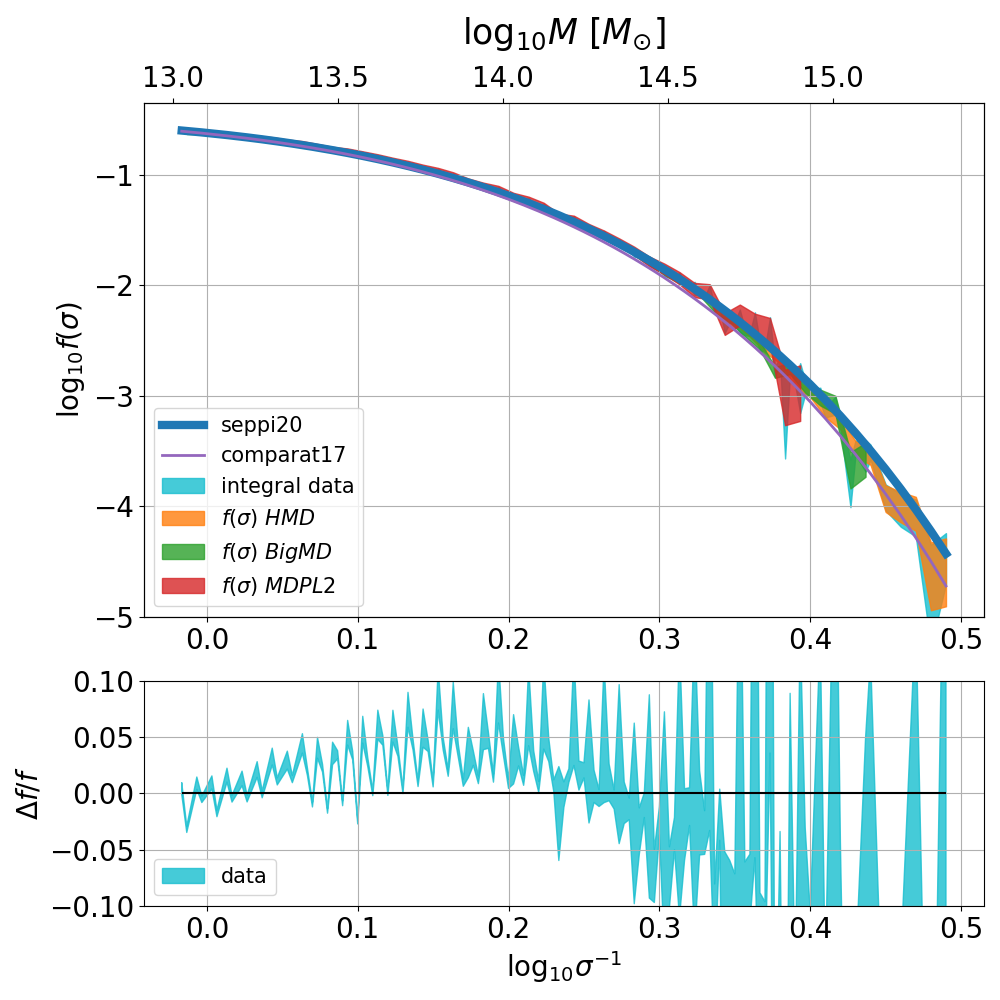 log₁₀M [M⊙]
13.0 13.5 14.0 14.5 15.0
log₁₀f(σ)
−1
−2
−3
−4
−5
seppi20
comparat17
integral data
f(σ) HMD
f(σ) BigMD
f(σ) MDPL2
0.0 0.1 0.2 0.3 0.4 0.5
Δf/f
0.10
0.05
0.00
−0.05
−0.10
data
0.0 0.1 0.2 0.3 0.4 0.5
log₁₀σ⁻¹